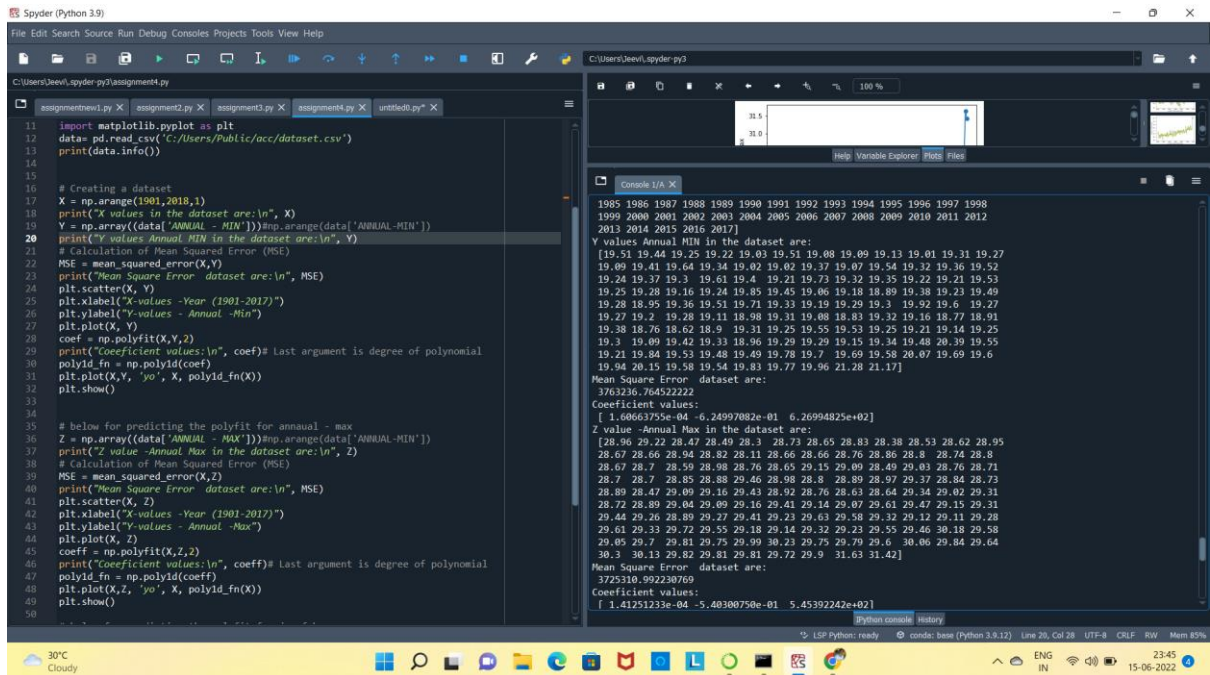 Spyder (Python 3.9)
File Edit Search Source Run Debug Consoles Projects Tools View Help
C:\Users\Jeevi\.spyder-py3
C:\Users\Jeevi\.spyder-py3\assignment4.py
assignmentnew1.py X assignment2.py X assignment3.py X assignment4.py X untitled0.py* X
11 import matplotlib.pyplot as plt
12 data= pd.read_csv('C:/Users/Public/acc/dataset.csv')
13 print(data.info())
14
15
16 # Creating a dataset
17 X = np.arange(1901,2018,1)
18 print("X values in the dataset are:\n", X)
19 Y = np.array((data['ANNUAL - MIN']))#np.arange(data['ANNUAL-MIN'])
20 print("Y values Annual MIN in the dataset are:\n", Y)
21 # Calculation of Mean Squared Error (MSE)
22 MSE = mean_squared_error(X,Y)
23 print("Mean Square Error  dataset are:\n", MSE)
24 plt.scatter(X, Y)
25 plt.xlabel("X-values -Year (1901-2017)")
26 plt.ylabel("Y-values - Annual -Min")
27 plt.plot(X, Y)
28 coef = np.polyfit(X,Y,2)
29 print("Coeeficient values:\n", coef)# Last argument is degree of polynomial
30 poly1d_fn = np.poly1d(coef)
31 plt.plot(X,Y, 'yo', X, poly1d_fn(X))
32 plt.show()
33
34
35 # below for predicting the polyfit for annaual - max
36 Z = np.array((data['ANNUAL - MAX']))#np.arange(data['ANNUAL-MIN'])
37 print("Z value -Annual Max in the dataset are:\n", Z)
38 # Calculation of Mean Squared Error (MSE)
39 MSE = mean_squared_error(X,Z)
40 print("Mean Square Error  dataset are:\n", MSE)
41 plt.scatter(X, Z)
42 plt.xlabel("X-values -Year (1901-2017)")
43 plt.ylabel("Y-values - Annual -Max")
44 plt.plot(X, Z)
45 coeff = np.polyfit(X,Z,2)
46 print("Coeeficient values:\n", coeff)# Last argument is degree of polynomial
47 poly1d_fn = np.poly1d(coeff)
48 plt.plot(X,Z, 'yo', X, poly1d_fn(X))
49 plt.show()
50
100 %
31.5
31.0
Help Variable Explorer Plots Files
Console 1/A X
1985 1986 1987 1988 1989 1990 1991 1992 1993 1994 1995 1996 1997 1998
1999 2000 2001 2002 2003 2004 2005 2006 2007 2008 2009 2010 2011 2012
2013 2014 2015 2016 2017]
Y values Annual MIN in the dataset are:
[19.51 19.44 19.25 19.22 19.03 19.51 19.08 19.09 19.13 19.01 19.31 19.27
19.09 19.41 19.64 19.34 19.02 19.02 19.37 19.07 19.54 19.32 19.36 19.52
19.24 19.37 19.3 19.61 19.4 19.21 19.73 19.32 19.35 19.22 19.21 19.53
19.25 19.28 19.16 19.24 19.85 19.45 19.06 19.18 18.89 19.38 19.23 19.49
19.28 18.95 19.36 19.51 19.71 19.33 19.19 19.29 19.3 19.92 19.6 19.27
19.27 19.2 19.28 19.11 18.98 19.31 19.08 18.83 19.32 19.16 18.77 18.91
19.38 18.76 18.62 18.9 19.31 19.25 19.55 19.53 19.25 19.21 19.14 19.25
19.3 19.09 19.42 19.33 18.96 19.29 19.29 19.15 19.34 19.48 20.39 19.55
19.21 19.84 19.53 19.48 19.49 19.78 19.7 19.69 19.58 20.07 19.69 19.6
19.94 20.15 19.58 19.54 19.83 19.77 19.96 21.28 21.17]
Mean Square Error  dataset are:
3763236.764522222
Coeeficient values:
[ 1.60663755e-04 -6.24997082e-01 6.26994825e+02]
Z value -Annual Max in the dataset are:
[28.96 29.22 28.47 28.49 28.3 28.73 28.65 28.83 28.38 28.53 28.62 28.95
28.67 28.66 28.94 28.82 28.11 28.66 28.66 28.76 28.86 28.8 28.74 28.8
28.67 28.7 28.59 28.98 28.76 28.65 29.15 29.09 28.49 29.03 28.76 28.71
28.7 28.7 28.85 28.88 29.46 28.98 28.8 28.89 28.97 29.37 28.84 28.73
28.89 28.47 29.09 29.16 29.43 28.92 28.76 28.63 28.64 29.34 29.02 29.31
28.72 28.89 29.04 29.09 29.16 29.41 29.14 29.07 29.61 29.47 29.15 29.31
29.44 29.26 28.89 29.27 29.41 29.23 29.63 29.58 29.32 29.12 29.11 29.28
29.61 29.33 29.72 29.55 29.18 29.14 29.32 29.23 29.55 29.46 30.18 29.58
29.05 29.7 29.81 29.75 29.99 30.23 29.75 29.79 29.6 30.06 29.84 29.64
30.3 30.13 29.82 29.81 29.81 29.72 29.9 31.63 31.42]
Mean Square Error  dataset are:
3725310.992230769
Coeeficient values:
[ 1.41251233e-04 -5.40300750e-01 5.45392242e+02]
IPython console History
LSP Python: ready conda: base (Python 3.9.12) Line 20, Col 28 UTF-8 CRLF RW Mem 85%
30°C
Cloudy
ENG
IN
23:45
15-06-2022
4